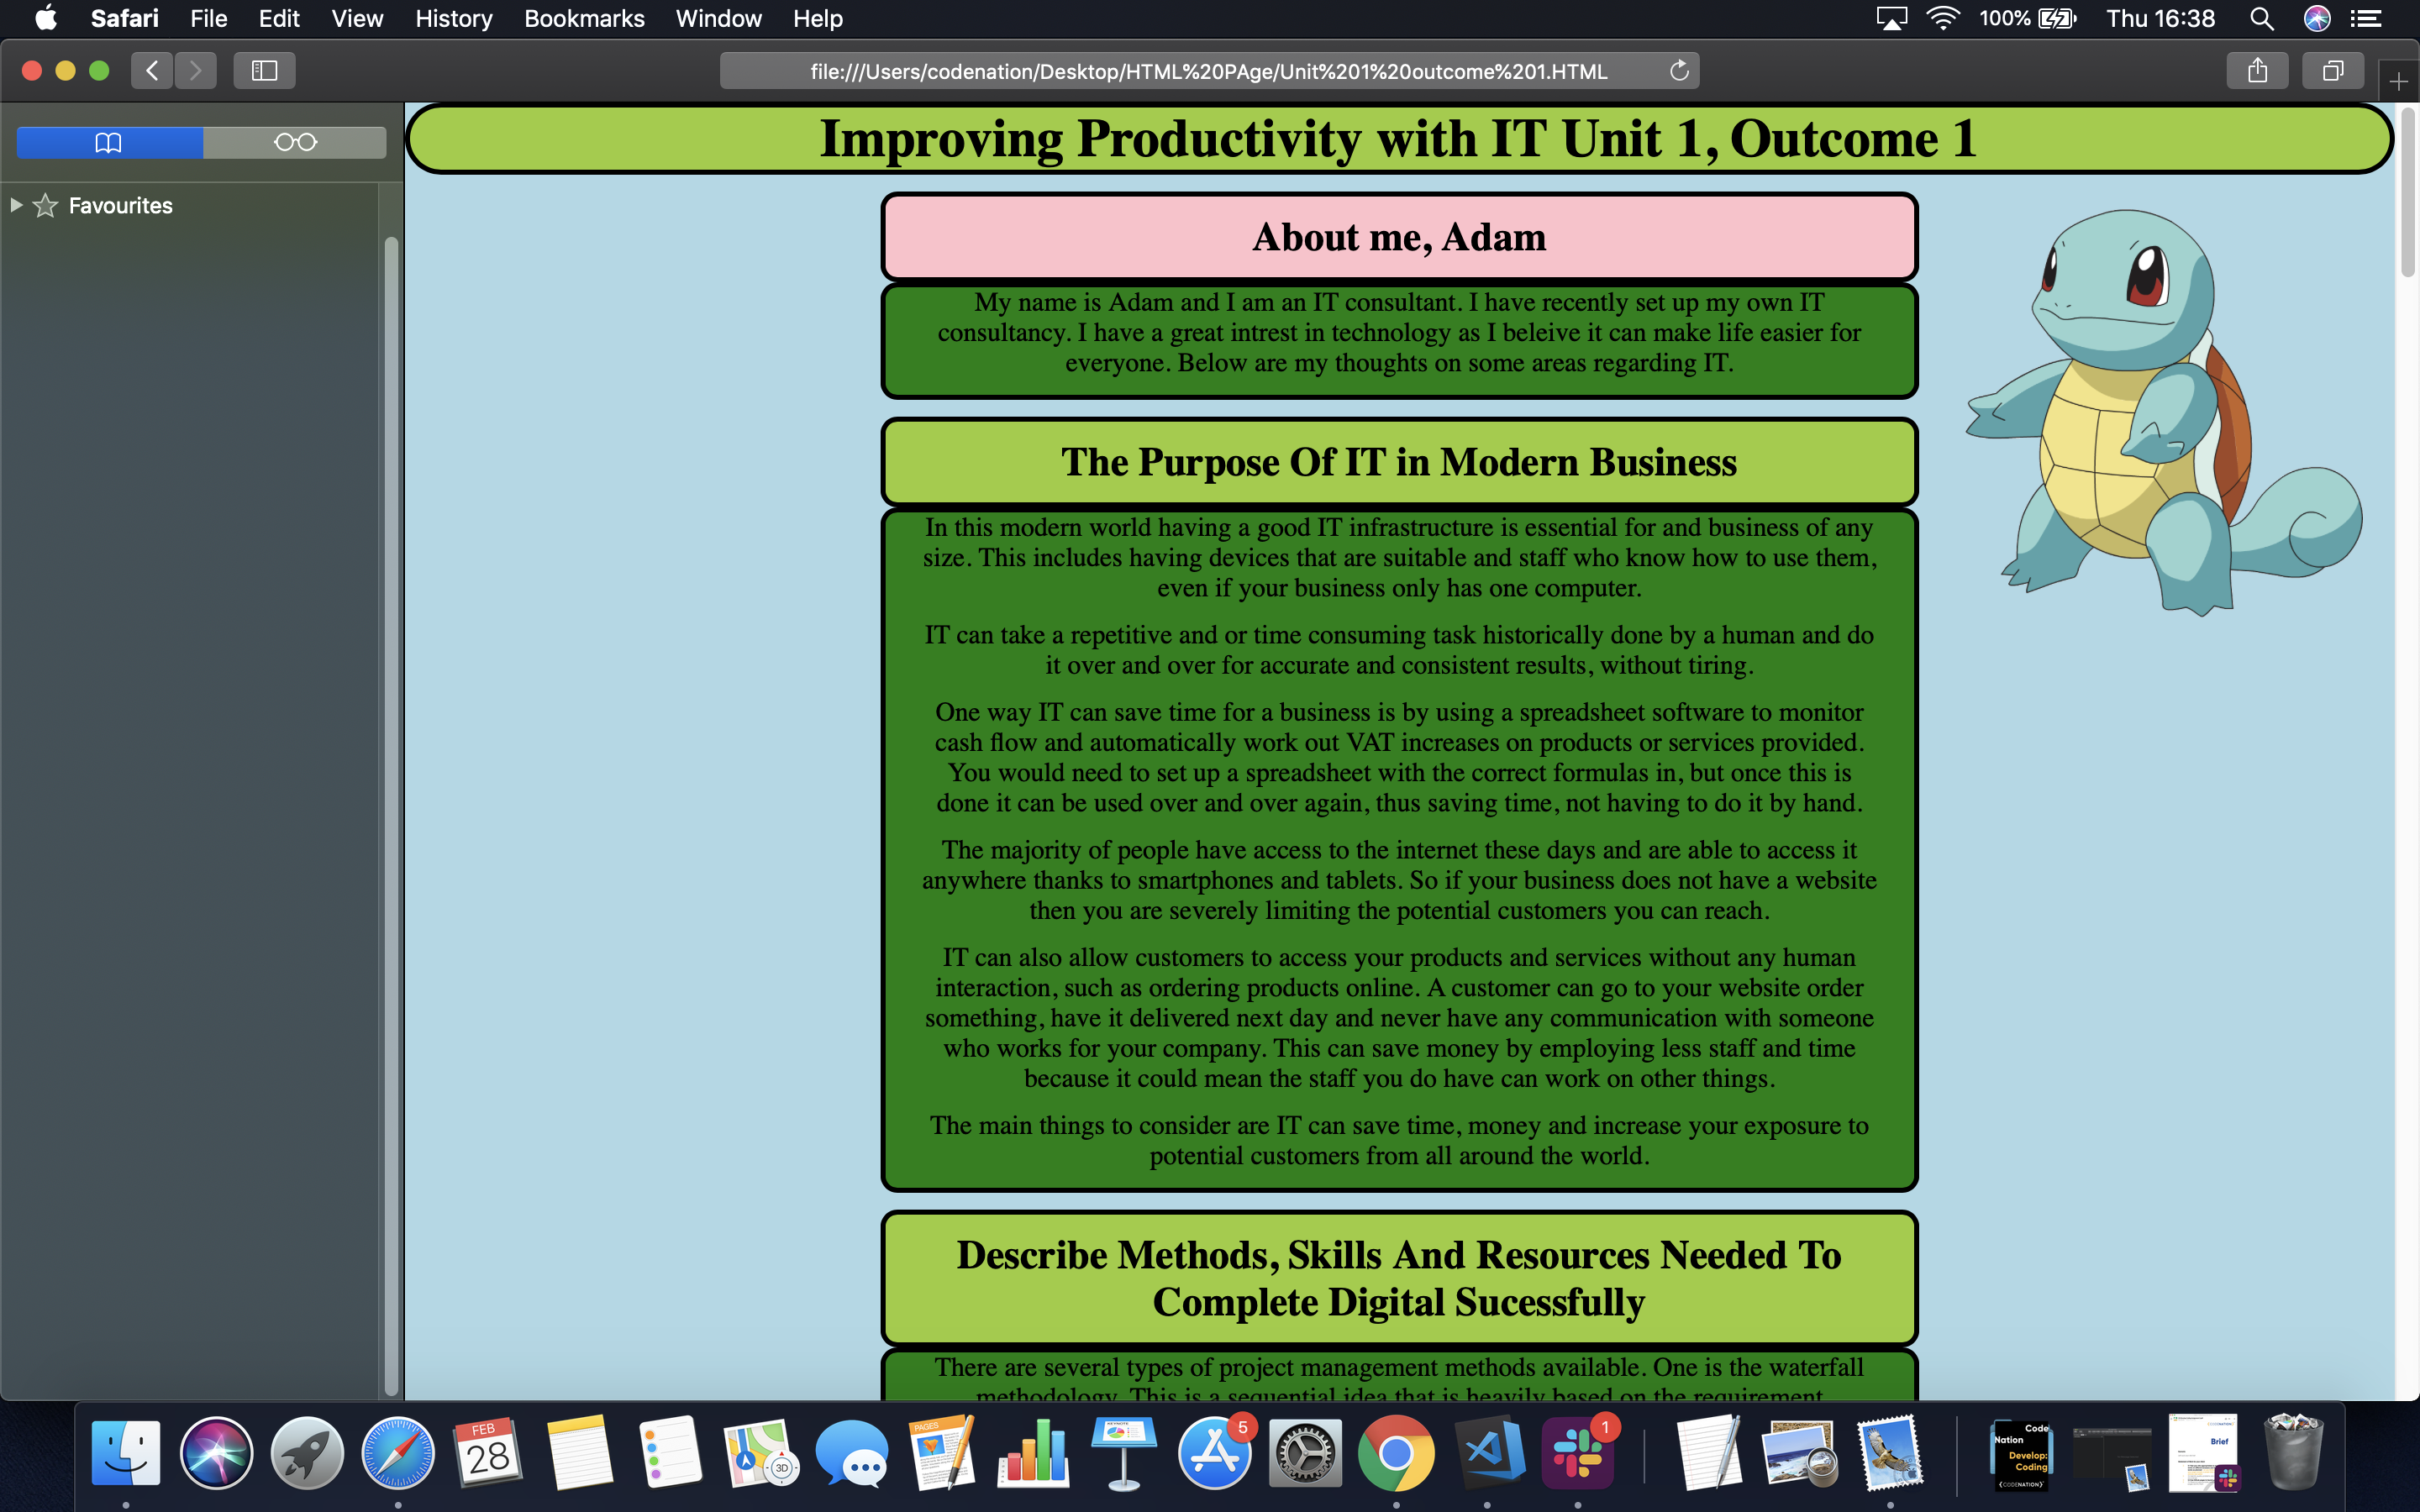 Safari File Edit View History Bookmarks Window Help 100% Thu 16:38
file:///Users/codenation/Desktop/HTML%20PAge/Unit%201%20outcome%201.HTML
Favourites
Improving Productivity with IT Unit 1, Outcome 1
About me, Adam
My name is Adam and I am an IT consultant. I have recently set up my own IT
consultancy. I have a great intrest in technology as I beleive it can make life easier for
everyone. Below are my thoughts on some areas regarding IT.
The Purpose Of IT in Modern Business
In this modern world having a good IT infrastructure is essential for and business of any
size. This includes having devices that are suitable and staff who know how to use them,
even if your business only has one computer.
IT can take a repetitive and or time consuming task historically done by a human and do
it over and over for accurate and consistent results, without tiring.
One way IT can save time for a business is by using a spreadsheet software to monitor
cash flow and automatically work out VAT increases on products or services provided.
You would need to set up a spreadsheet with the correct formulas in, but once this is
done it can be used over and over again, thus saving time, not having to do it by hand.
The majority of people have access to the internet these days and are able to access it
anywhere thanks to smartphones and tablets. So if your business does not have a website
then you are severely limiting the potential customers you can reach.
IT can also allow customers to access your products and services without any human
interaction, such as ordering products online. A customer can go to your website order
something, have it delivered next day and never have any communication with someone
who works for your company. This can save money by employing less staff and time
because it could mean the staff you do have can work on other things.
The main things to consider are IT can save time, money and increase your exposure to
potential customers from all around the world.
Describe Methods, Skills And Resources Needed To
Complete Digital Sucessfully
There are several types of project management methods available. One is the waterfall
methodology. This is a sequential idea that is heavily based on the requirement
FEB
28
3D
PAGES
5
1
Code
Nation
Develop:
Coding
{CODENATION}
Brief